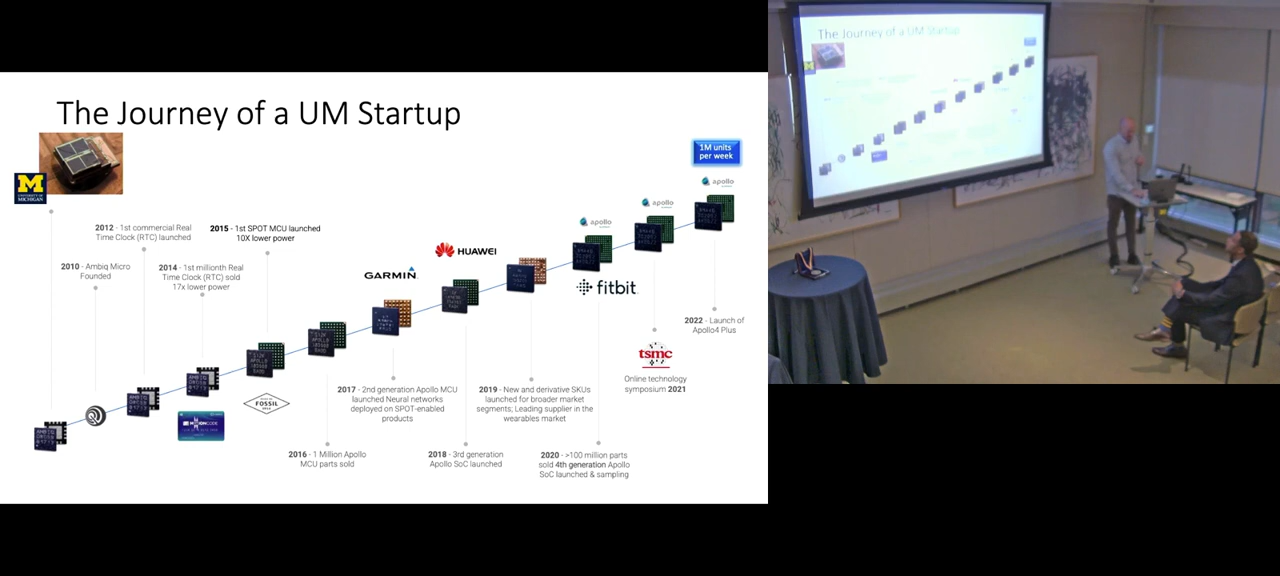 The Journey of a UM Startup
M
UNIVERSITY OF
MICHIGAN
2010 - Ambiq Micro
Founded
2012 - 1st commercial Real
Time Clock (RTC) launched
2014 - 1st millionth Real
Time Clock (RTC) sold
17x lower power
2015 - 1st SPOT MCU launched
10X lower power
FOSSIL
2016 - 1 Million Apollo
MCU parts sold
GARMIN
2017 - 2nd generation Apollo MCU
launched Neural networks
deployed on SPOT-enabled
products
HUAWEI
2018 - 3rd generation
Apollo SoC launched
2019 - New and derivative SKUs
launched for broader market
segments; Leading supplier in the
wearables market
apollo
fitbit
2020 - >100 million parts
sold 4th generation Apollo
SoC launched & sampling
apollo
tsmc
Online technology
symposium 2021
1M units
per week
apollo
2022 - Launch of
Apollo4 Plus
The Journey of a UM Startup